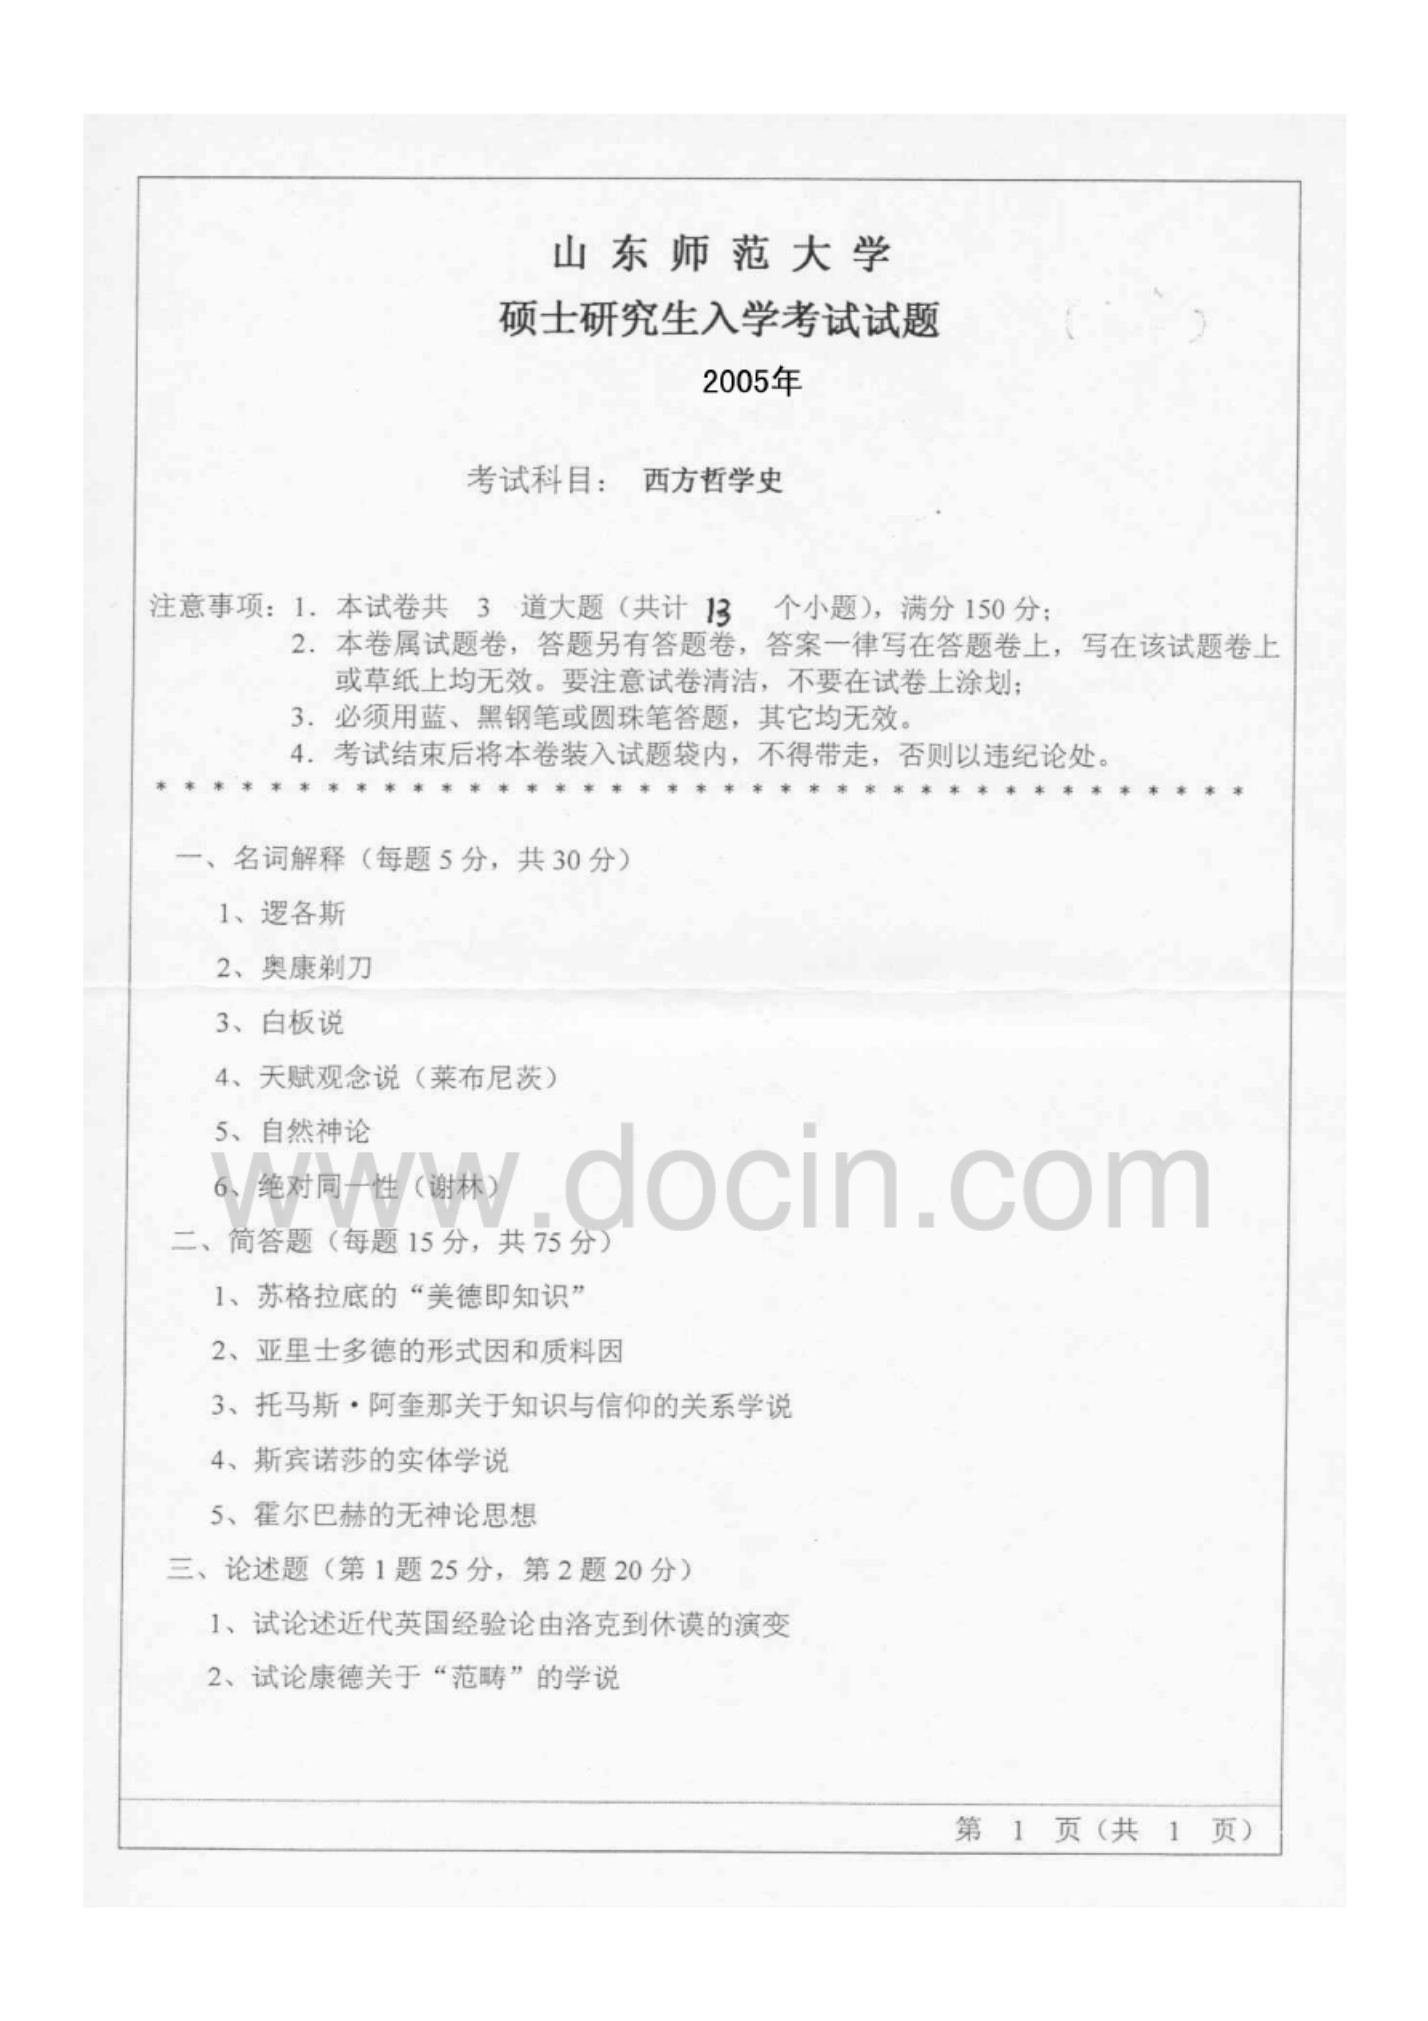 山东师范大学
硕士研究生入学考试试题
2005年
考试科目： 西方哲学史
注意事项：1．本试卷共 3 道大题（共计 13 个小题），满分 150 分；
2．本卷属试题卷，答题另有答题卷，答案一律写在答题卷上，写在该试题卷上
或草纸上均无效。要注意试卷清洁，不要在试卷上涂划；
3．必须用蓝、黑钢笔或圆珠笔答题，其它均无效。
4．考试结束后将本卷装入试题袋内，不得带走，否则以违纪论处。
* * * * * * * * * * * * * * * * * * * * * * * * * * * * * * * * * * * * * * *
一、名词解释（每题 5 分，共 30 分）
1、逻各斯
2、奥康剃刀
3、白板说
4、天赋观念说（莱布尼茨）
5、自然神论
www.docin.com
6、绝对同一性（谢林）
二、简答题（每题 15 分，共 75 分）
1、苏格拉底的“美德即知识”
2、亚里士多德的形式因和质料因
3、托马斯·阿奎那关于知识与信仰的关系学说
4、斯宾诺莎的实体学说
5、霍尔巴赫的无神论思想
三、论述题（第 1 题 25 分，第 2 题 20 分）
1、试论述近代英国经验论由洛克到休谟的演变
2、试论康德关于“范畴”的学说
第 1 页（共 1 页）